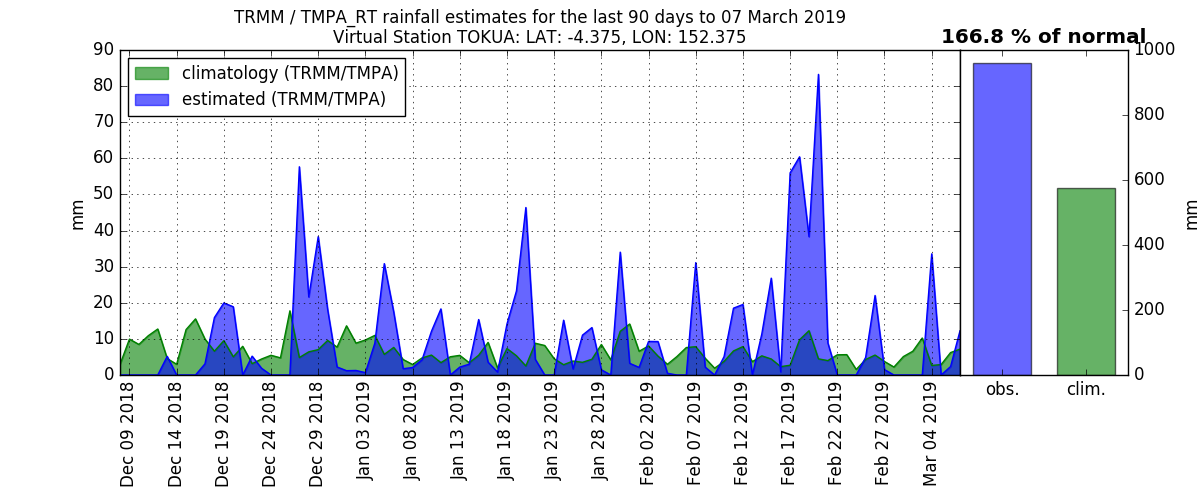 TRMM / TMPA_RT rainfall estimates for the last 90 days to 07 March 2019
Virtual Station TOKUA: LAT: -4.375, LON: 152.375
166.8 % of normal
climatology (TRMM/TMPA)
estimated (TRMM/TMPA)
mm
90
80
70
60
50
40
30
20
10
0
Dec 09 2018
Dec 14 2018
Dec 19 2018
Dec 24 2018
Dec 29 2018
Jan 03 2019
Jan 08 2019
Jan 13 2019
Jan 18 2019
Jan 23 2019
Jan 28 2019
Feb 02 2019
Feb 07 2019
Feb 12 2019
Feb 17 2019
Feb 22 2019
Feb 27 2019
Mar 04 2019
obs.
clim.
1000
800
600
400
200
0
mm